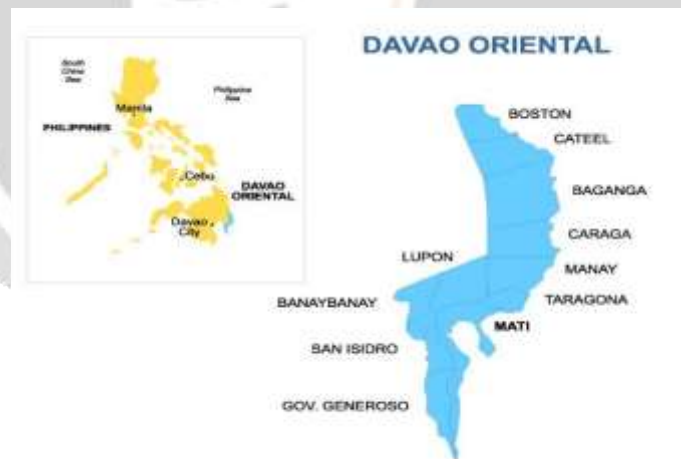 DAVAO ORIENTAL
South
China
Sea
Philippine
Sea
Manila
PHILIPPINES
Cebu
DAVAO
ORIENTAL
Davao
City
BOSTON
CATEEL
BAGANGA
CARAGA
LUPON
MANAY
BANAYBANAY
TARAGONA
MATI
SAN ISIDRO
GOV. GENEROSO